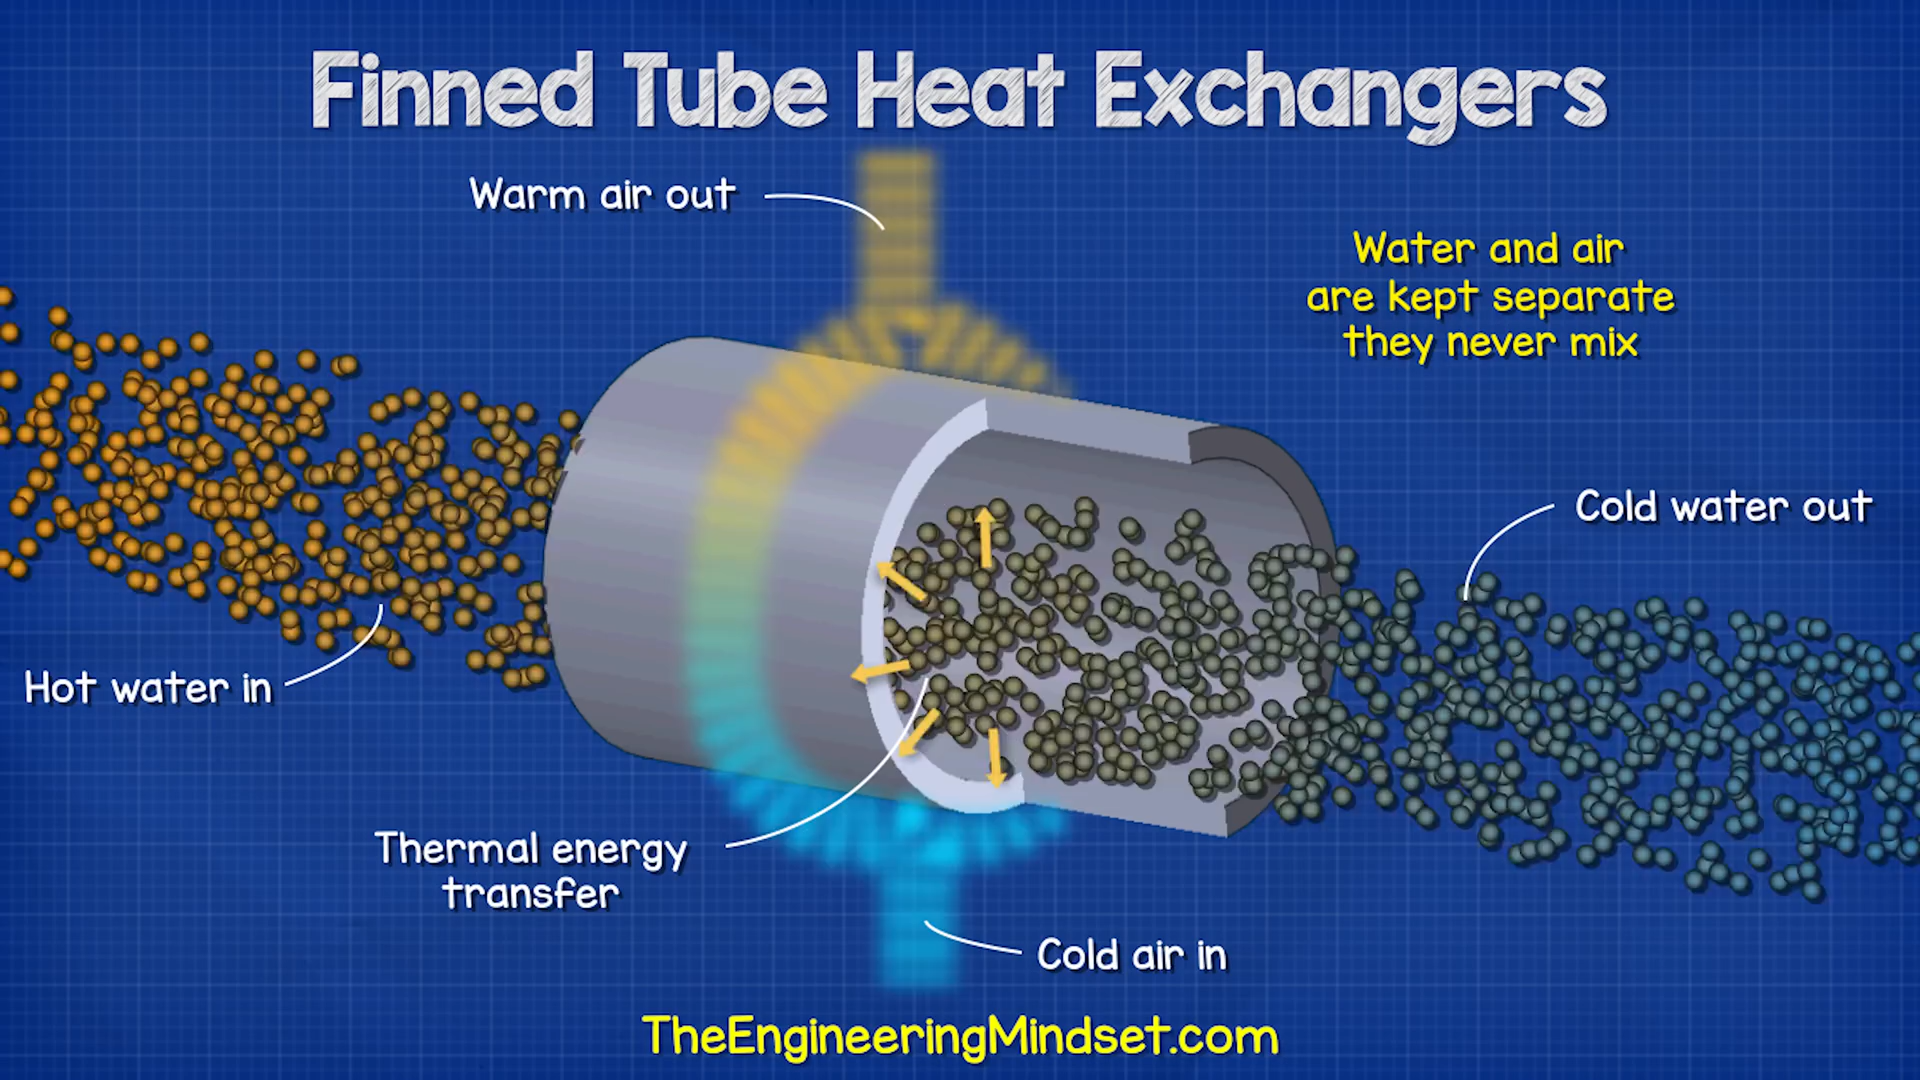 Finned Tube Heat Exchangers
Warm air out
Water and air
are kept separate
they never mix
Cold water out
Hot water in
Thermal energy
transfer
Cold air in
TheEngineeringMindset.com